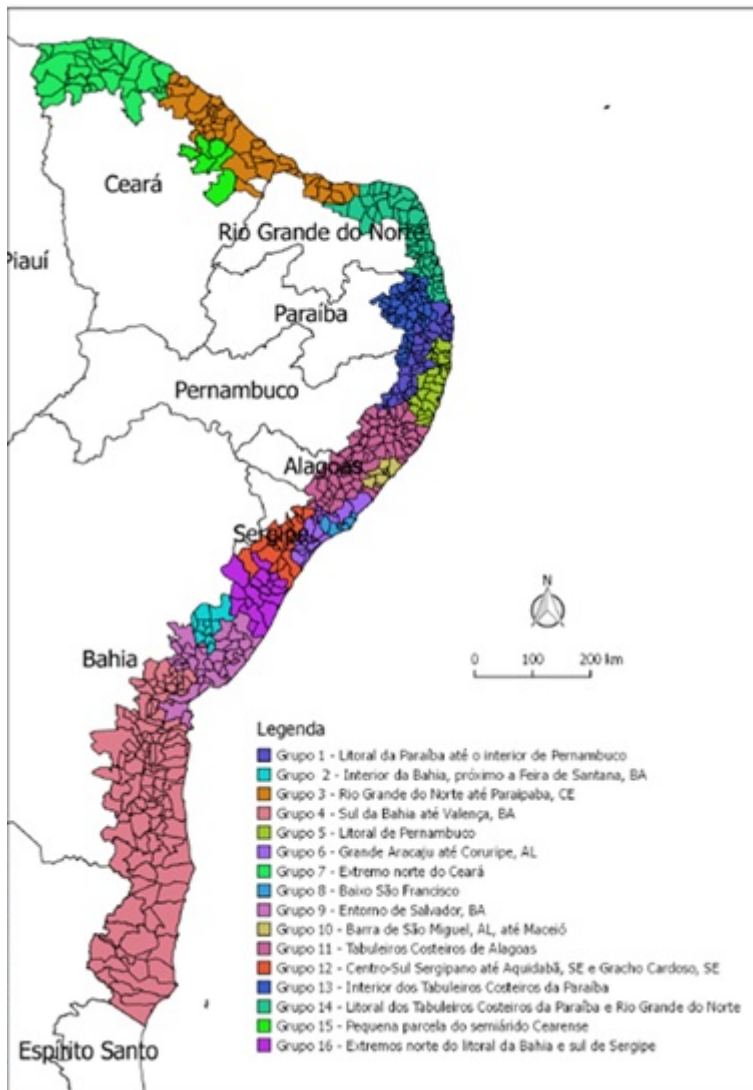 Ceará
Rio Grande do Norte
Piauí
Paraíba
Pernambuco
Alagoas
Sergipe
N
0 100 200 km
Bahia
Legenda
Grupo 1 - Litoral da Paraíba até o interior de Pernambuco
Grupo 2 - Interior da Bahia, próximo a Feira de Santana, BA
Grupo 3 - Rio Grande do Norte até Paraipaba, CE
Grupo 4 - Sul da Bahia até Valença, BA
Grupo 5 - Litoral de Pernambuco
Grupo 6 - Grande Aracaju até Coruripe, AL
Grupo 7 - Extremo norte do Ceará
Grupo 8 - Baixo São Francisco
Grupo 9 - Entorno de Salvador, BA
Grupo 10 - Barra de São Miguel, AL, até Maceió
Grupo 11 - Tabuleiros Costeiros de Alagoas
Grupo 12 - Centro-Sul Sergipano até Aquidabã, SE e Gracho Cardoso, SE
Grupo 13 - Interior dos Tabuleiros Costeiros da Paraíba
Grupo 14 - Litoral dos Tabuleiros Costeiros da Paraíba e Rio Grande do Norte
Grupo 15 - Pequena parcela do semiárido Cearense
Grupo 16 - Extremos norte do litoral da Bahia e sul de Sergipe
Espírito Santo